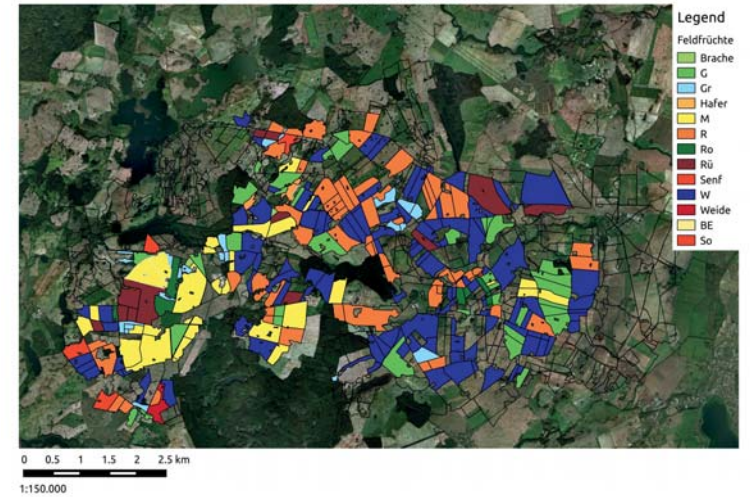 Legend
Feldfrüchte
Brache
G
Gr
Hafer
M
R
Ro
Rü
Senf
W
Weide
BE
So
0 0.5 1 1.5 2 2.5 km
1:150.000